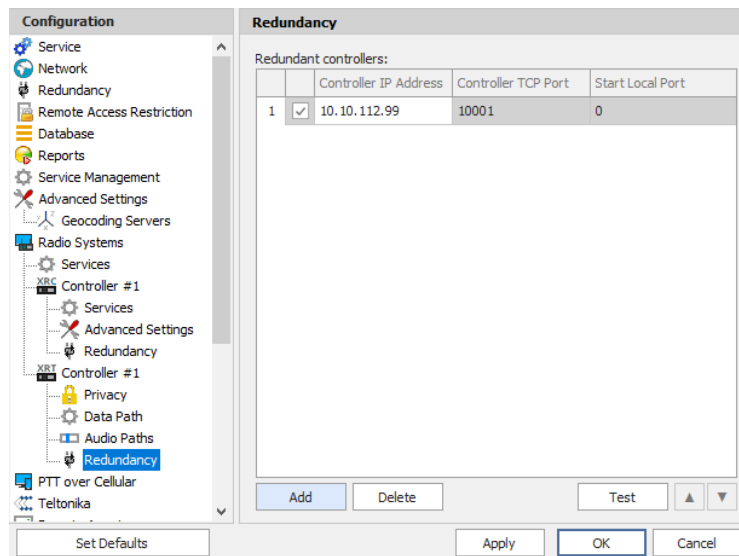 Configuration
Service
Network
Redundancy
Remote Access Restriction
Database
Reports
Service Management
Advanced Settings
Geocoding Servers
Radio Systems
Services
XRC Controller #1
Services
Advanced Settings
Redundancy
XRT Controller #1
Privacy
Data Path
Audio Paths
Redundancy
PTT over Cellular
Teltonika
Set Defaults
Redundancy
Redundant controllers:
Controller IP Address Controller TCP Port Start Local Port
1 10.10.112.99 10001 0
Add Delete Test
Apply OK Cancel